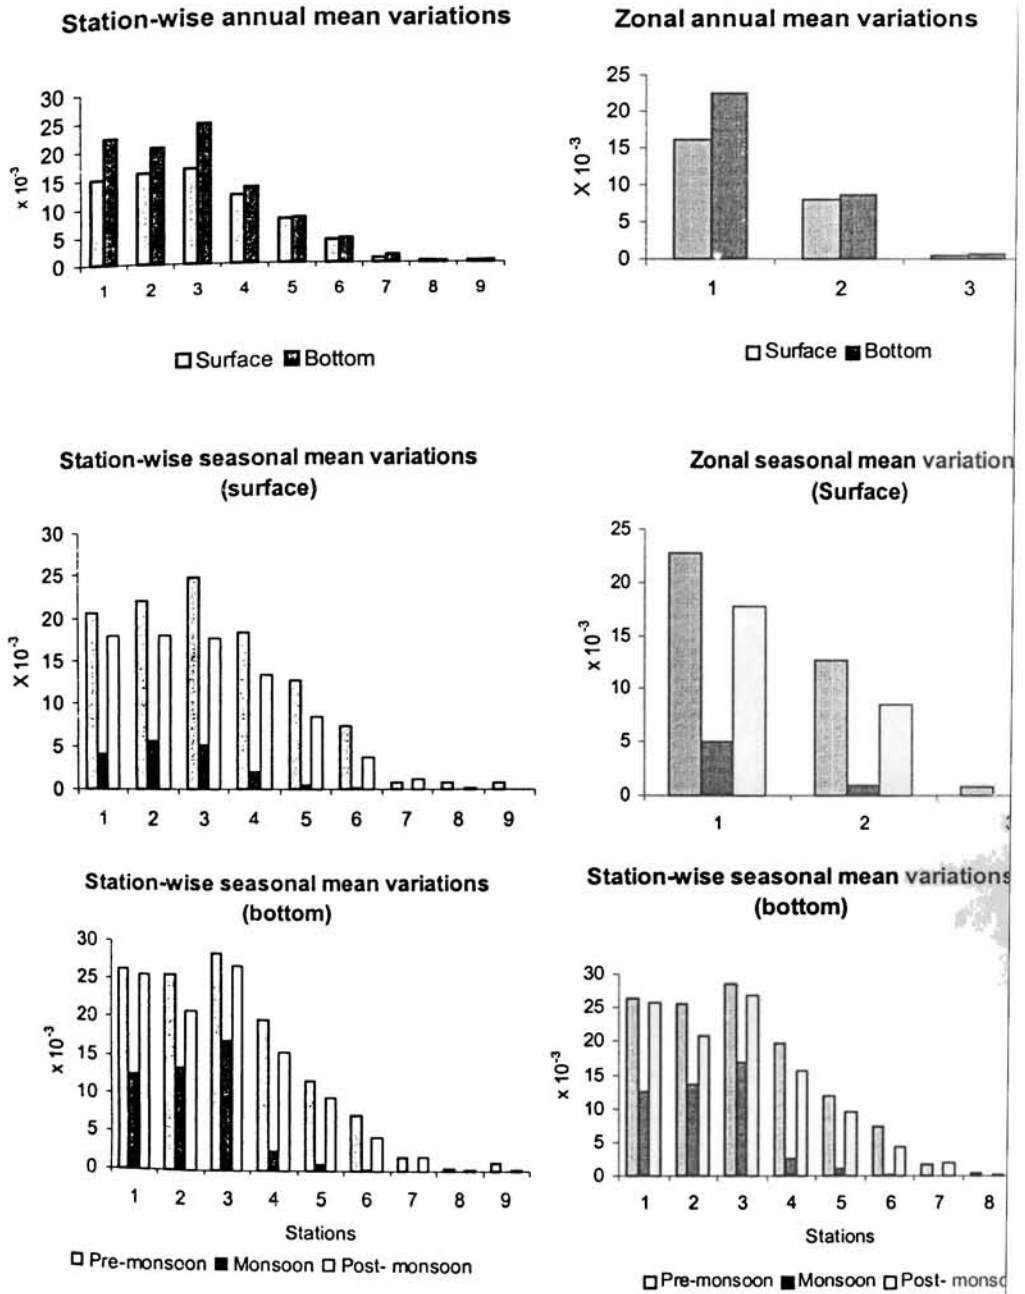 Station-wise annual mean variations
30
25
20
15
10
5
0
x 10-3
1 2 3 4 5 6 7 8 9
Surface Bottom
Zonal annual mean variations
25
20
15
10
5
0
X 10-3
1 2 3
Surface Bottom
Station-wise seasonal mean variations
(surface)
30
25
20
15
10
5
0
X 10-3
1 2 3 4 5 6 7 8 9
Zonal seasonal mean variation
(Surface)
25
20
15
10
5
0
x 10-3
1 2
Station-wise seasonal mean variations
(bottom)
30
25
20
15
10
5
0
x 10-3
1 2 3 4 5 6 7 8 9
Stations
Pre-monsoon Monsoon Post- monsoon
Station-wise seasonal mean variations
(bottom)
30
25
20
15
10
5
0
x 10-3
1 2 3 4 5 6 7 8
Stations
Pre-monsoon Monsoon Post- monso